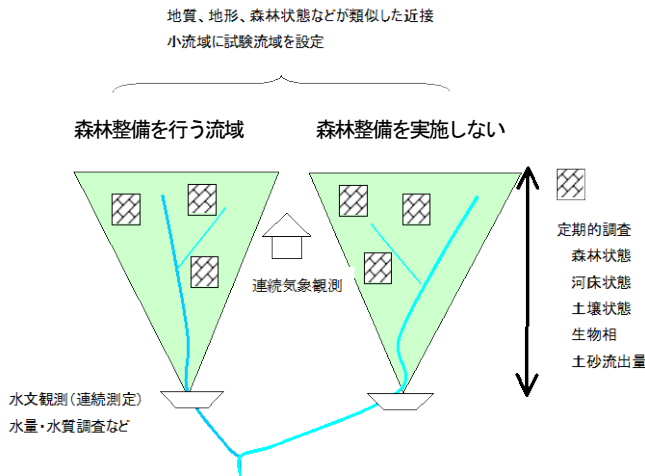 地質、地形、森林状態などが類似した近接
小流域に試験流域を設定
森林整備を行う流域
森林整備を実施しない
連続気象観測
定期的調査
森林状態
河床状態
土壌状態
生物相
土砂流出量
水文観測(連続測定)
水量・水質調査など